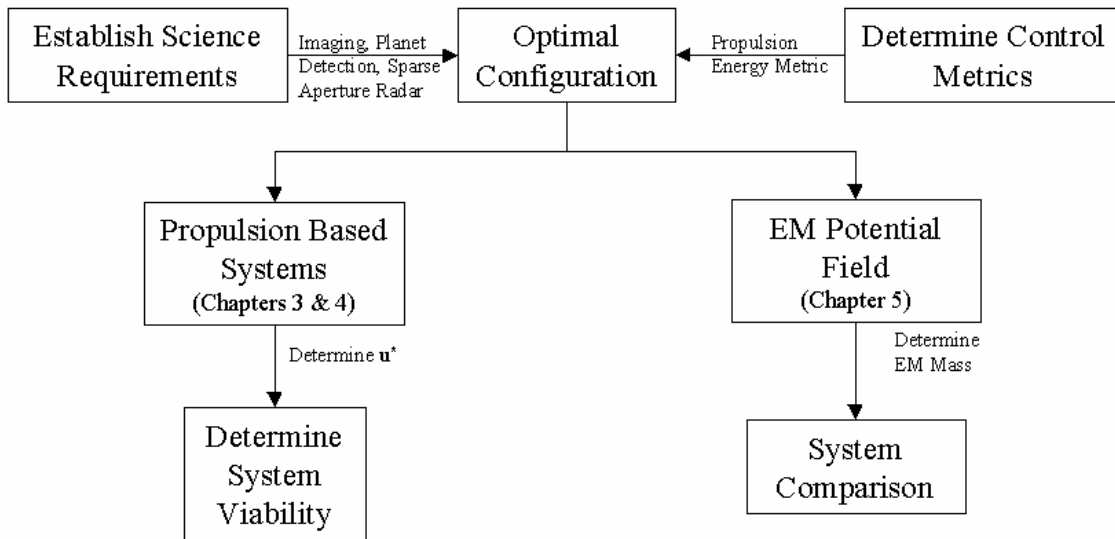 Establish Science
Requirements
Imaging, Planet
Detection, Sparse
Aperture Radar
Optimal
Configuration
Propulsion
Energy Metric
Determine Control
Metrics
Propulsion Based
Systems
(Chapters 3 & 4)
EM Potential
Field
(Chapter 5)
Determine u*
Determine
EM Mass
Determine
System
Viability
System
Comparison